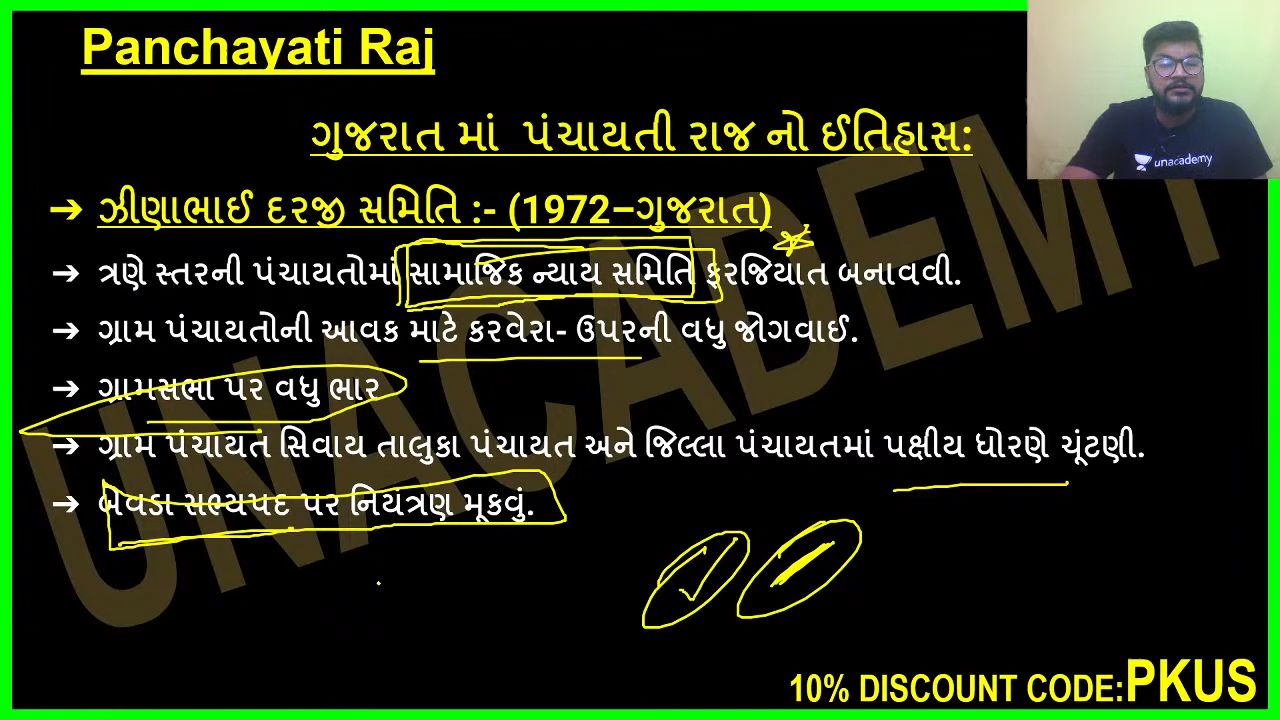 Panchayati Raj
unacademy
ગુજરાત માં પંચાયતી રાજ નો ઈતિહાસ:
➔ ઝીણાભાઈ દરજી સમિતિ :- (1972–ગુજરાત)
➔ ત્રણે સ્તરની પંચાયતોમાં સામાજિક ન્યાય સમિતિ ફરજિયાત બનાવવી.
➔ ગ્રામ પંચાયતોની આવક માટે કરવેરા- ઉપરની વધુ જોગવાઈ.
➔ ગ્રામસભા પર વધુ ભાર
➔ ગ્રામ પંચાયત સિવાય તાલુકા પંચાયત અને જિલ્લા પંચાયતમાં પક્ષીય ધોરણે ચૂંટણી.
➔ બેવડા સભ્યપદ પર નિયંત્રણ મૂકવું.
UNACADEMY
10% DISCOUNT CODE:PKUS